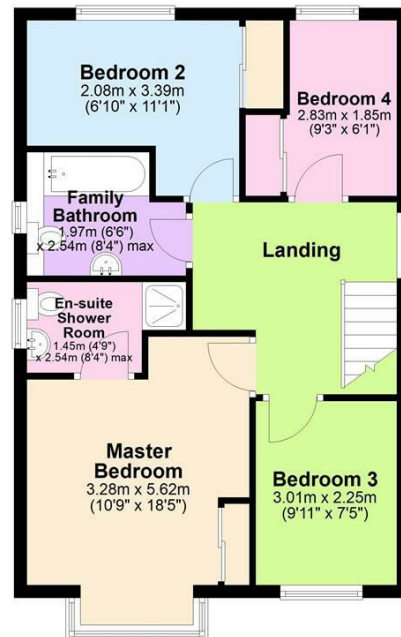 Bedroom 2
2.08m x 3.39m
(6'10" x 11'1")
Bedroom 4
2.83m x 1.85m
(9'3" x 6'1")
Family
Bathroom
1.97m (6'6")
x 2.54m (8'4") max
Landing
En-suite
Shower
Room
1.45m (4'9")
x 2.54m (8'4") max
Master
Bedroom
3.28m x 5.62m
(10'9" x 18'5")
Bedroom 3
3.01m x 2.25m
(9'11" x 7'5")